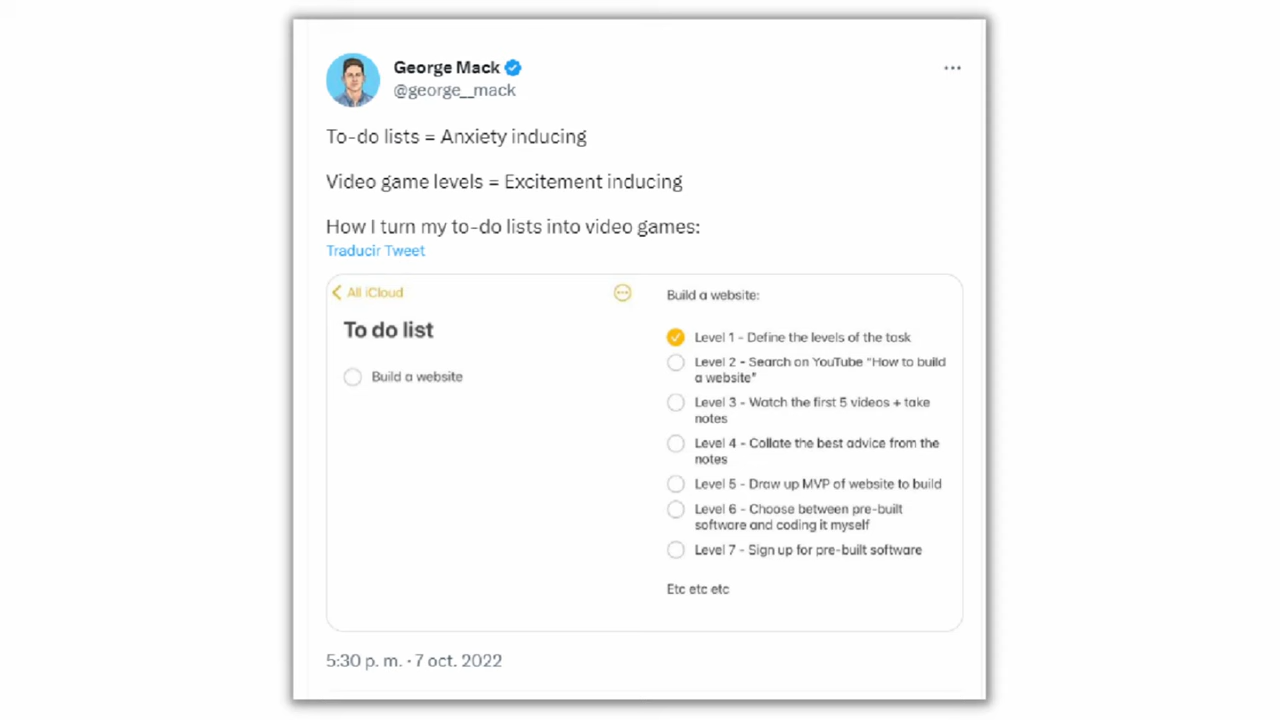 George Mack
@george__mack
To-do lists = Anxiety inducing
Video game levels = Excitement inducing
How I turn my to-do lists into video games:
Traducir Tweet
All iCloud
To do list
Build a website
Build a website:
Level 1 - Define the levels of the task
Level 2 - Search on YouTube "How to build
a website"
Level 3 - Watch the first 5 videos + take
notes
Level 4 - Collate the best advice from the
notes
Level 5 - Draw up MVP of website to build
Level 6 - Choose between pre-built
software and coding it myself
Level 7 - Sign up for pre-built software
Etc etc etc
5:30 p. m. · 7 oct. 2022